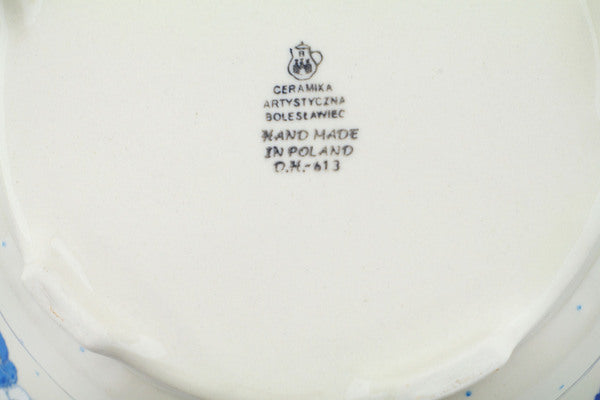 CERAMIKA
ARTYSTYCZNA
BOLESŁAWIEC
HAND MADE
IN POLAND
D.H.-613